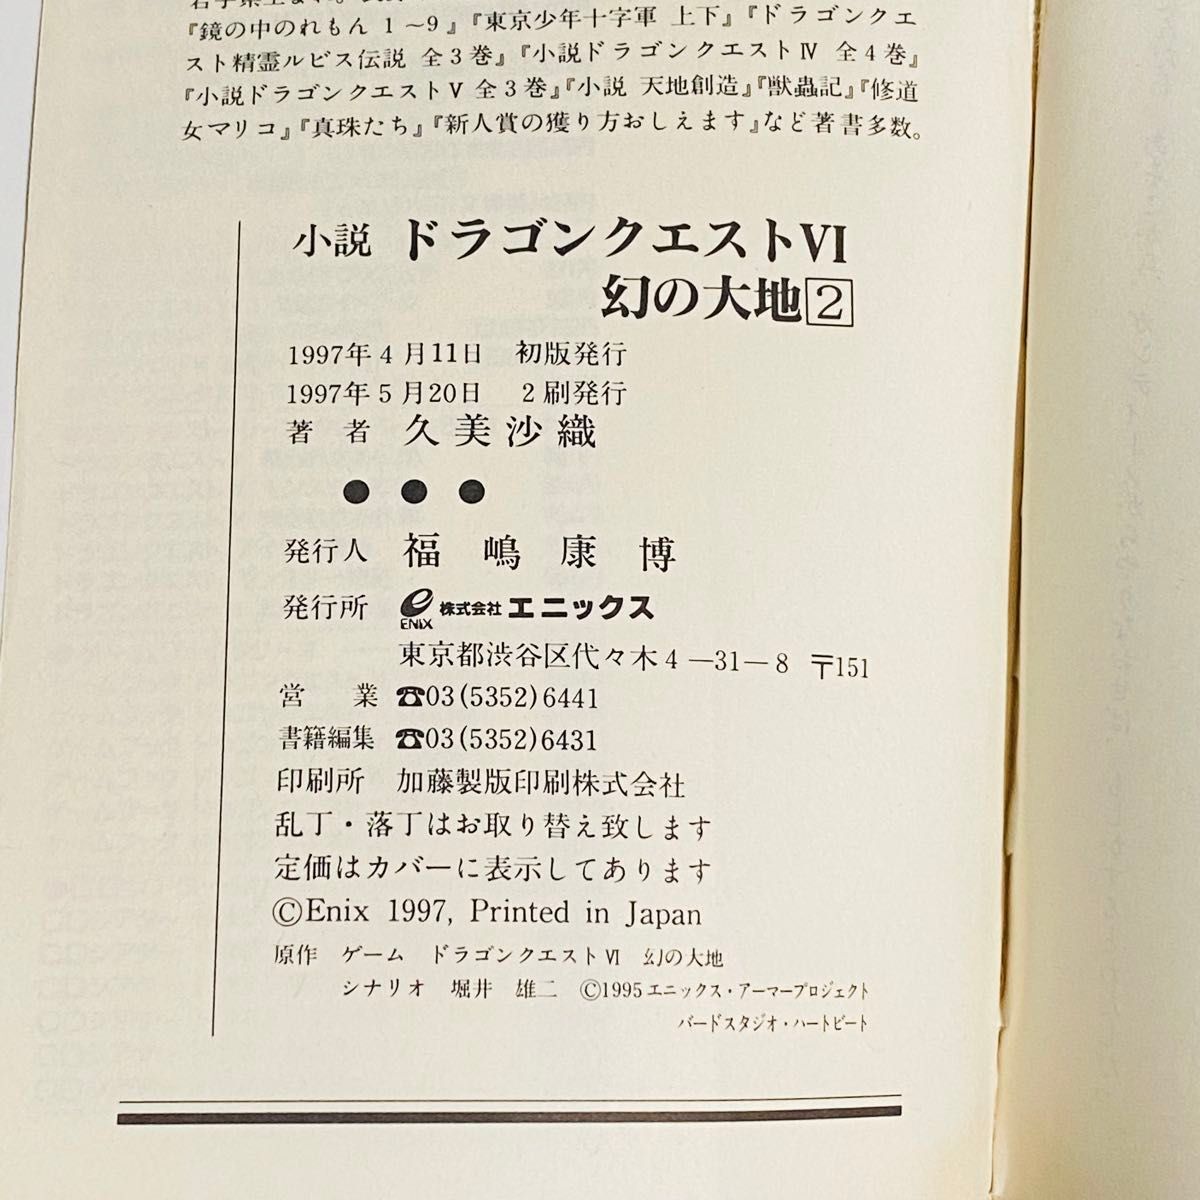 岩手県生まれ。
『鏡の中のれもん 1〜9』『東京少年十字軍 上下』『ドラゴンクエ
スト精霊ルビス伝説 全3巻』『小説ドラゴンクエストⅣ 全4巻』
『小説ドラゴンクエストⅤ 全3巻』『小説 天地創造』『獣蟲記』『修道
女マリコ』『真珠たち』『新人賞の獲り方おしえます』など著書多数。
小説 ドラゴンクエストⅥ
幻の大地2
1997年4月11日 初版発行
1997年5月20日 2刷発行
著者 久美沙織
●●●
発行人 福嶋康博
発行所 e ENIX 株式会社エニックス
東京都渋谷区代々木4—31—8 〒151
営業 ☎03(5352)6441
書籍編集 ☎03(5352)6431
印刷所 加藤製版印刷株式会社
乱丁・落丁はお取り替え致します
定価はカバーに表示してあります
©Enix 1997, Printed in Japan
原作 ゲーム ドラゴンクエストⅥ 幻の大地
シナリオ 堀井 雄二 ©1995エニックス・アーマープロジェクト
バードスタジオ・ハートビート